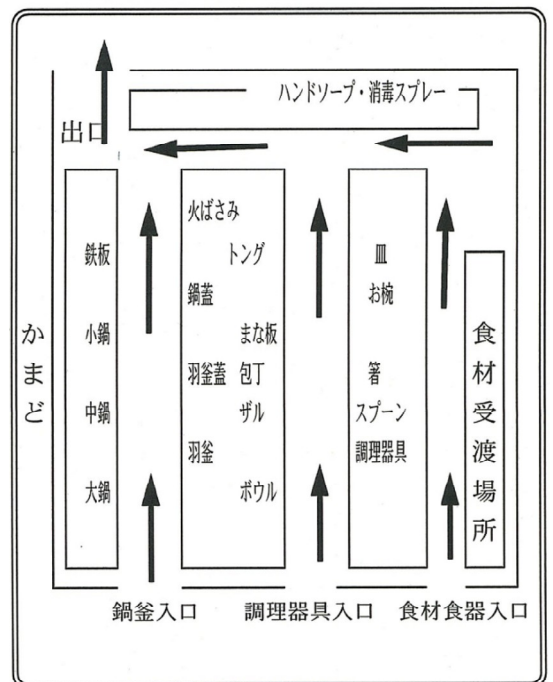 ハンドソープ・消毒スプレー
出口
かまど
鉄板
小鍋
中鍋
大鍋
火ばさみ
トング
鍋蓋
まな板
羽釜蓋 包丁
ザル
羽釜
ボウル
皿
お椀
箸
スプーン
調理器具
食材受渡場所
鍋釜入口 調理器具入口 食材食器入口